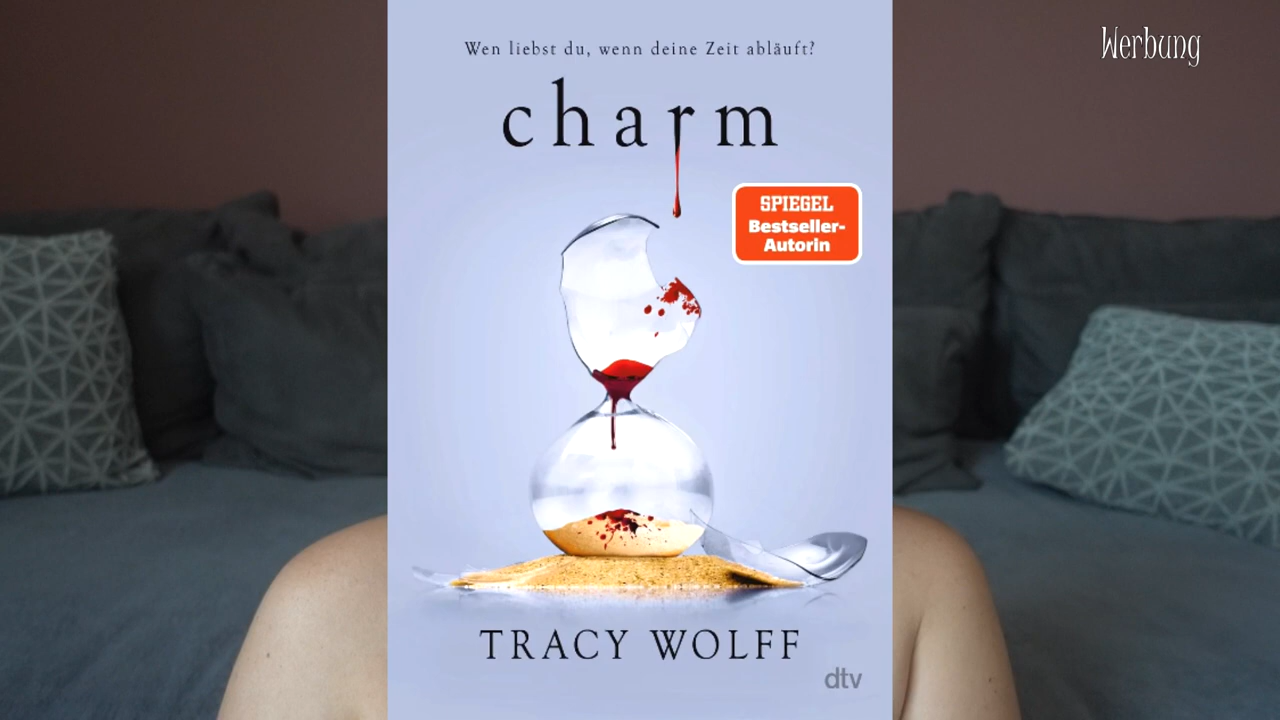 Werbung
Wen liebst du, wenn deine Zeit abläuft?
charm
SPIEGEL
Bestseller-
Autorin
TRACY WOLFF
dtv